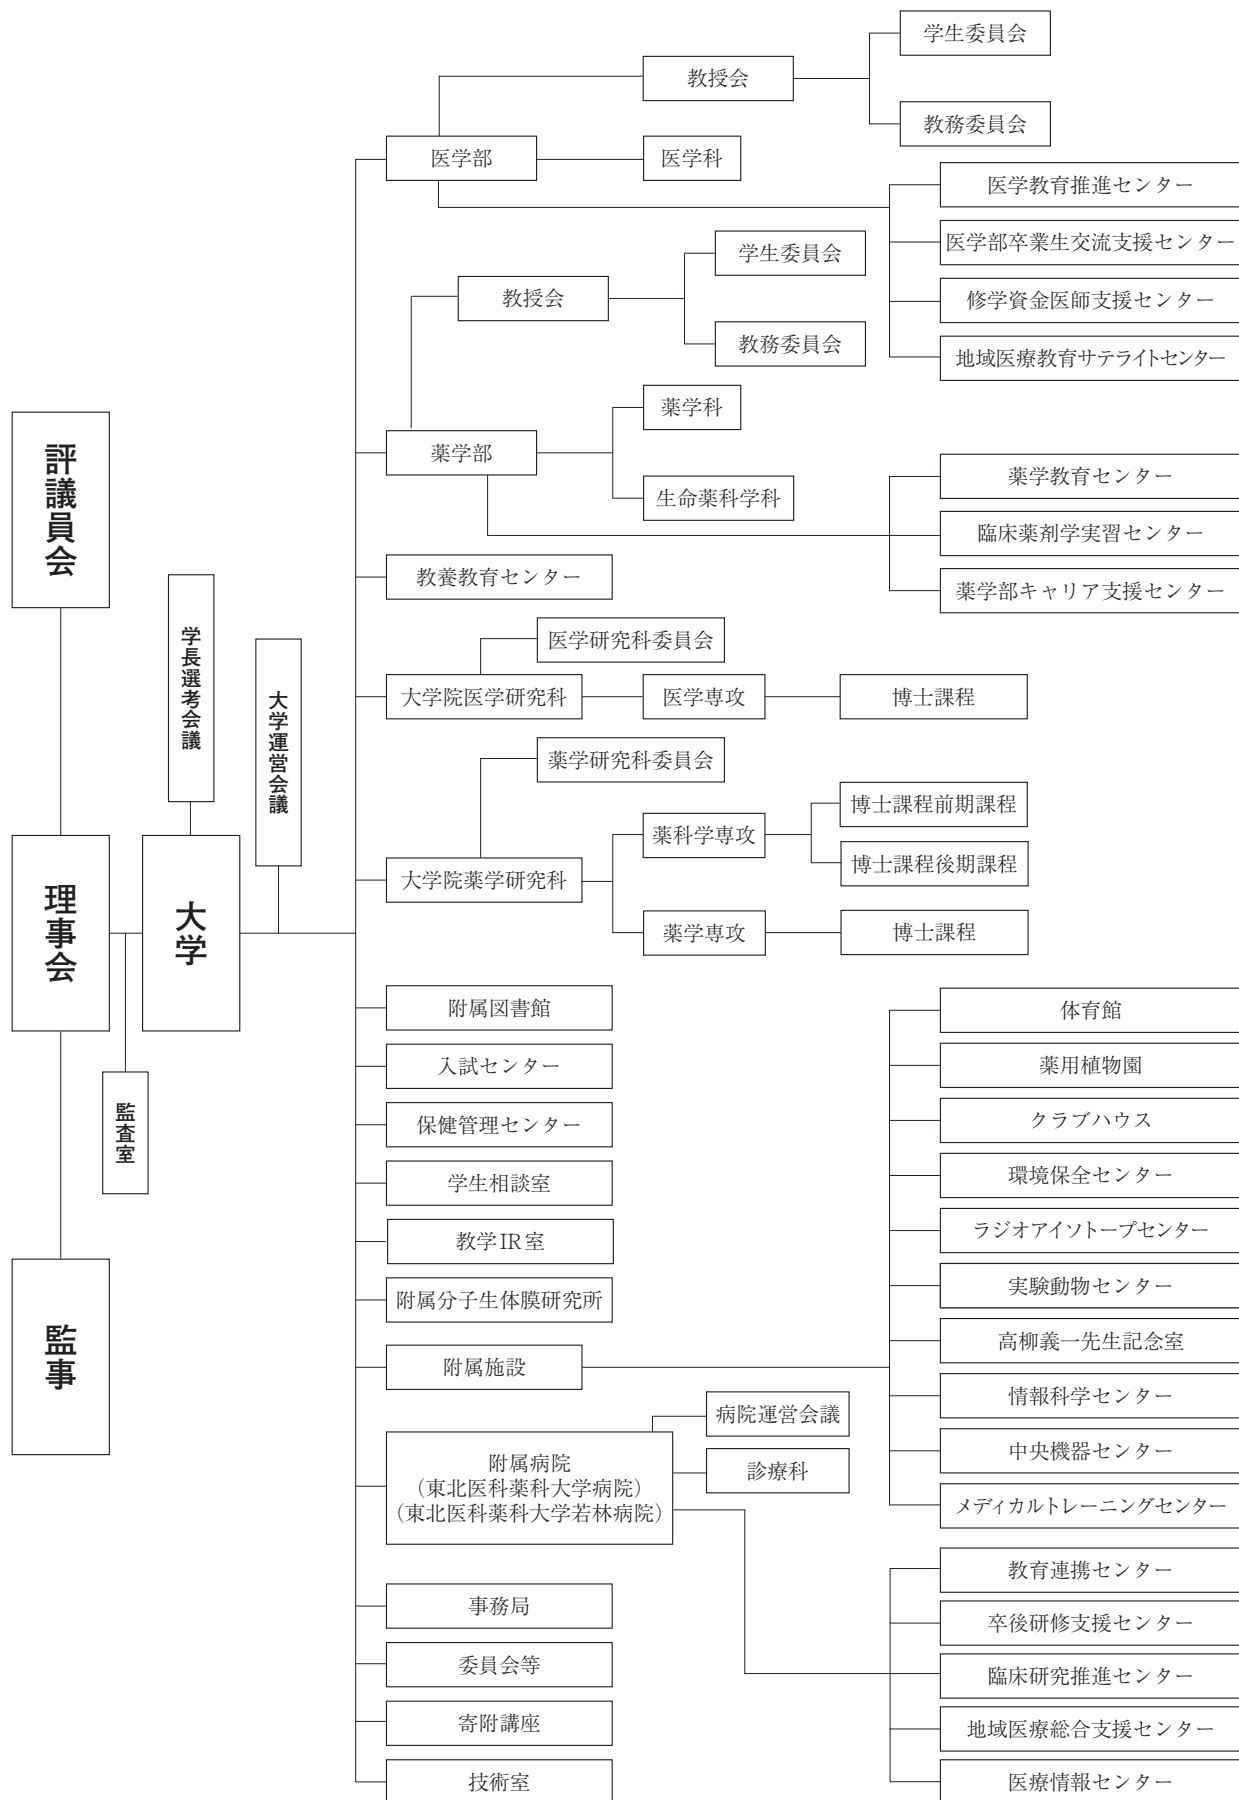 学生委員会
教授会
教務委員会
医学部
医学科
医学教育推進センター
医学部卒業生交流支援センター
修学資金医師支援センター
地域医療教育サテライトセンター
学生委員会
教授会
教務委員会
薬学科
薬学部
生命薬科学科
薬学教育センター
臨床薬剤学実習センター
薬学部キャリア支援センター
評議員会
学長選考会議
大学運営会議
理事会
大学
監査室
監事
教養教育センター
医学研究科委員会
大学院医学研究科
医学専攻
博士課程
薬学研究科委員会
博士課程前期課程
薬科学専攻
博士課程後期課程
大学院薬学研究科
薬学専攻
博士課程
附属図書館
入試センター
保健管理センター
学生相談室
教学IR室
附属分子生体膜研究所
附属施設
体育館
薬用植物園
クラブハウス
環境保全センター
ラジオアイソトープセンター
実験動物センター
高柳義一先生記念室
情報科学センター
中央機器センター
メディカルトレーニングセンター
病院運営会議
附属病院
（東北医科薬科大学病院）
（東北医科薬科大学若林病院）
診療科
教育連携センター
卒後研修支援センター
臨床研究推進センター
地域医療総合支援センター
医療情報センター
事務局
委員会等
寄附講座
技術室